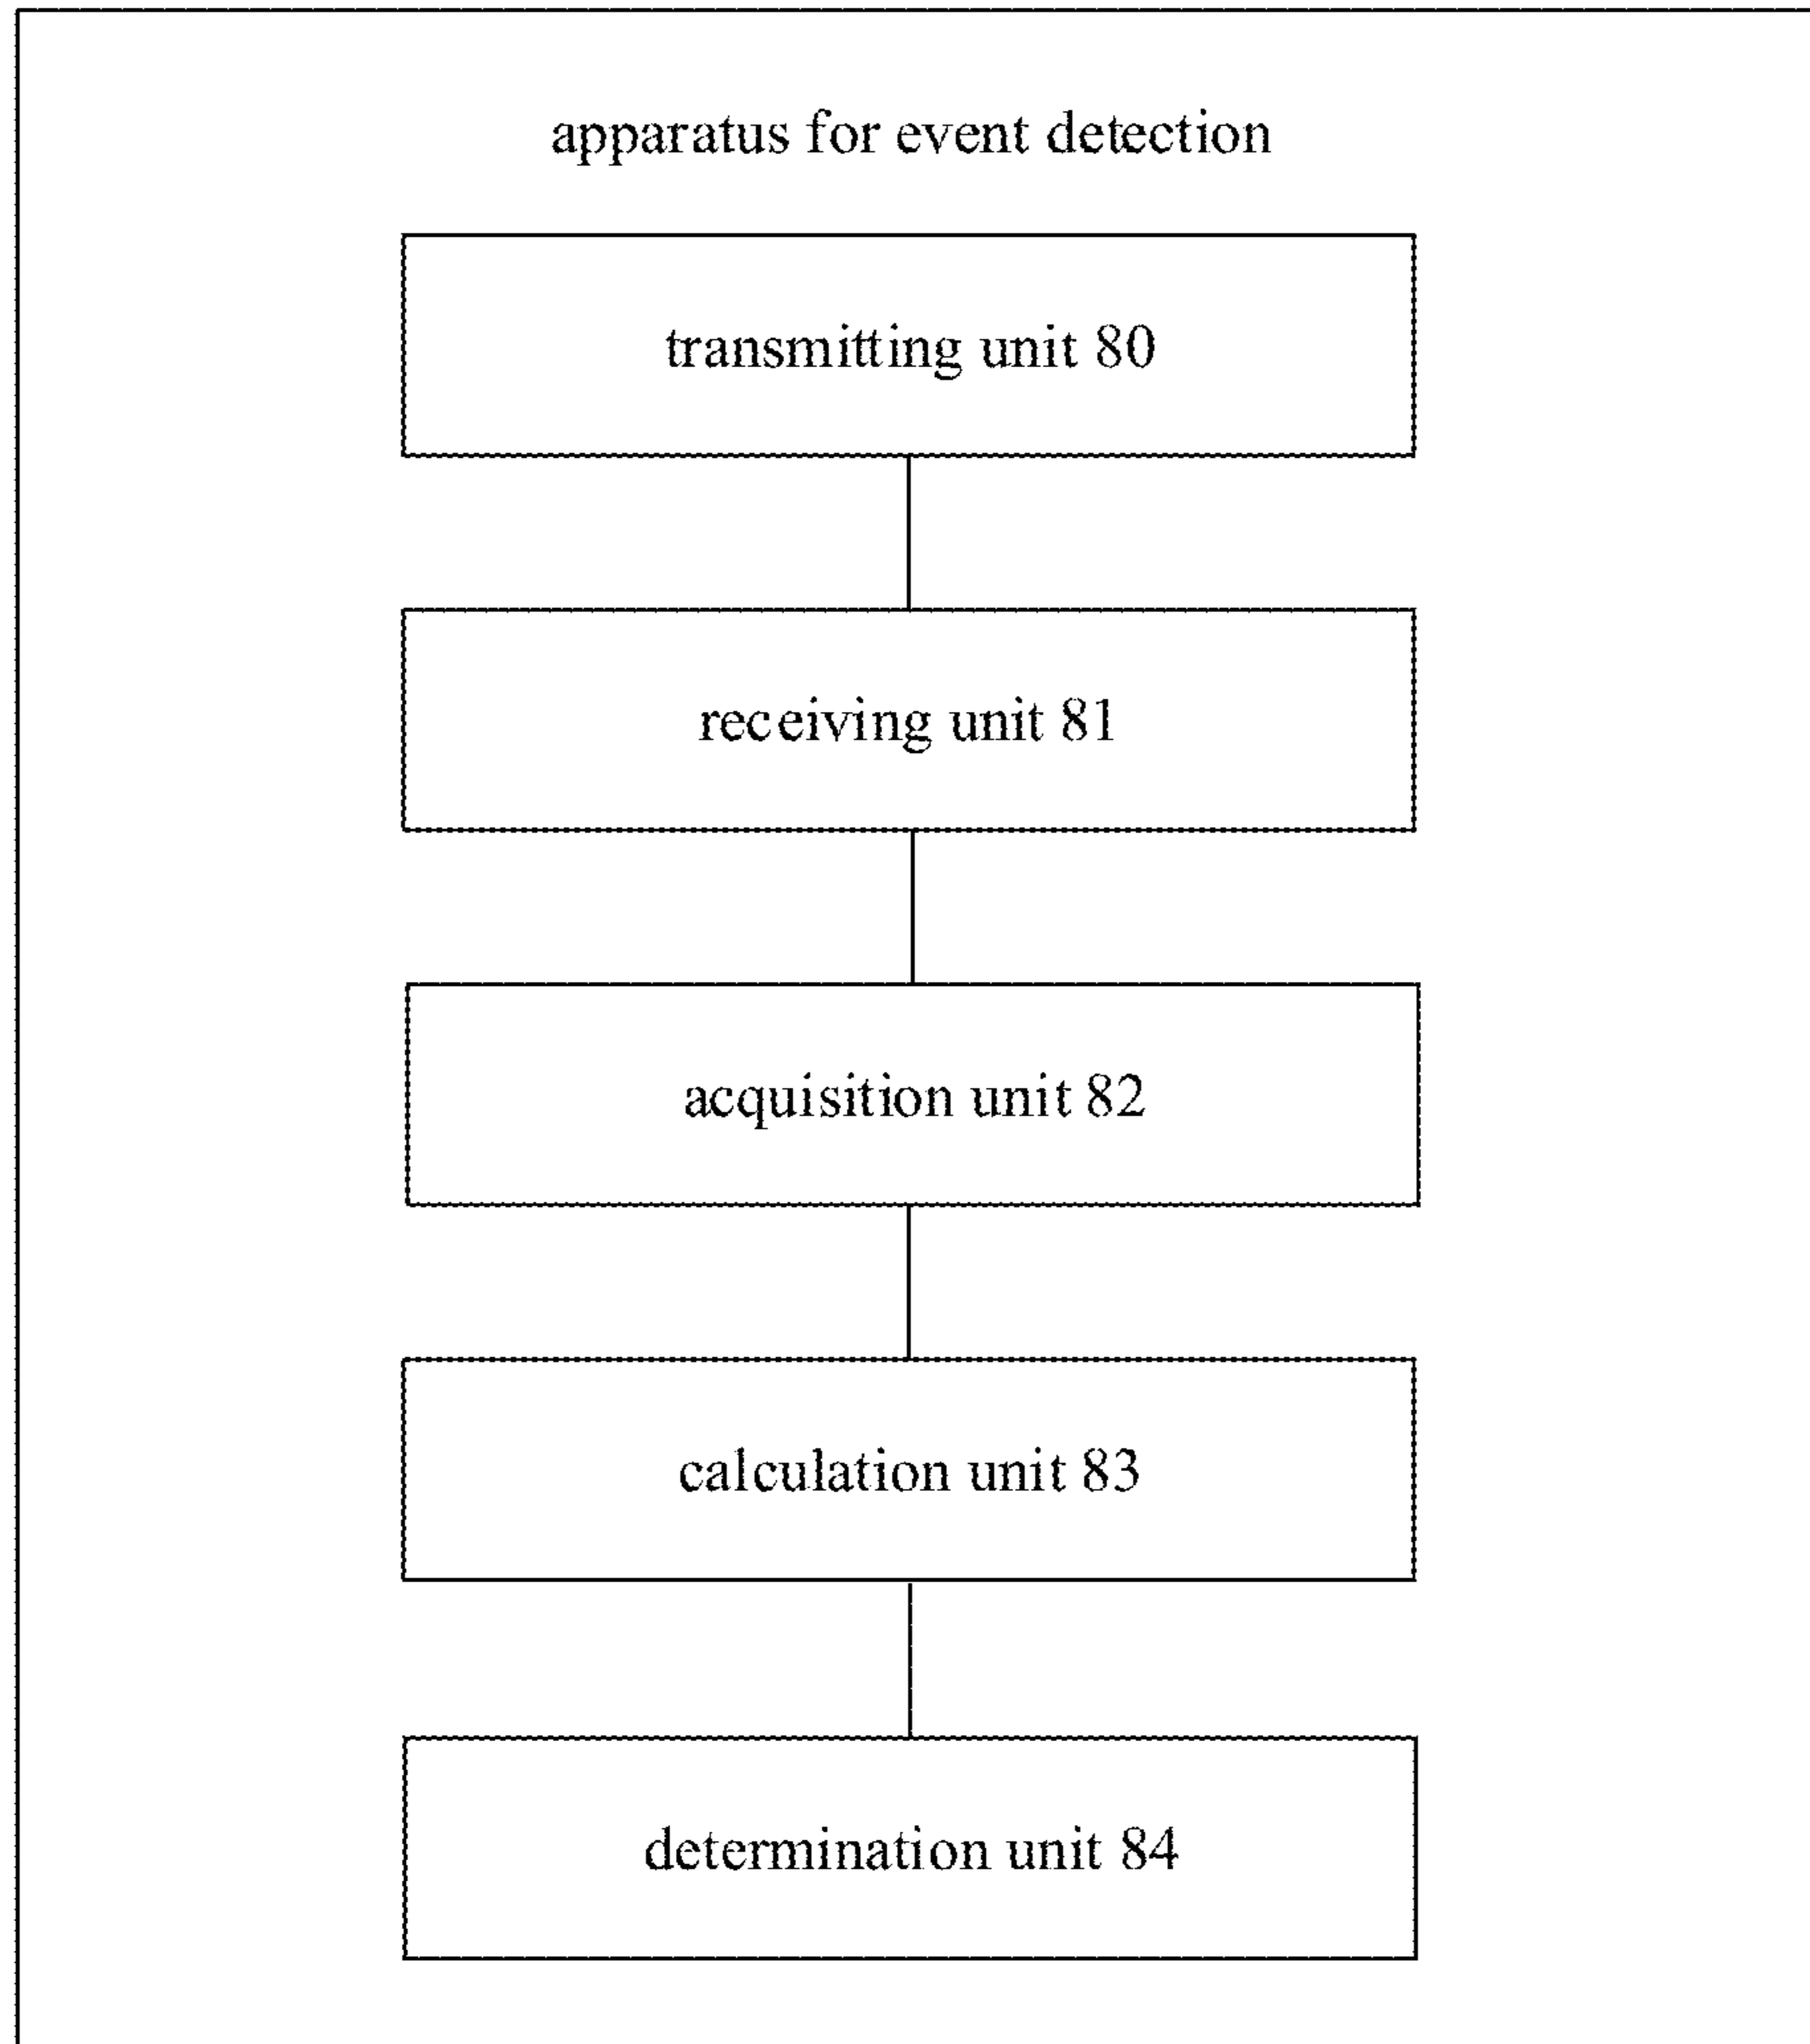 apparatus for event detection
transmitting unit 80
receiving unit 81
acquisition unit 82
calculation unit 83
determination unit 84